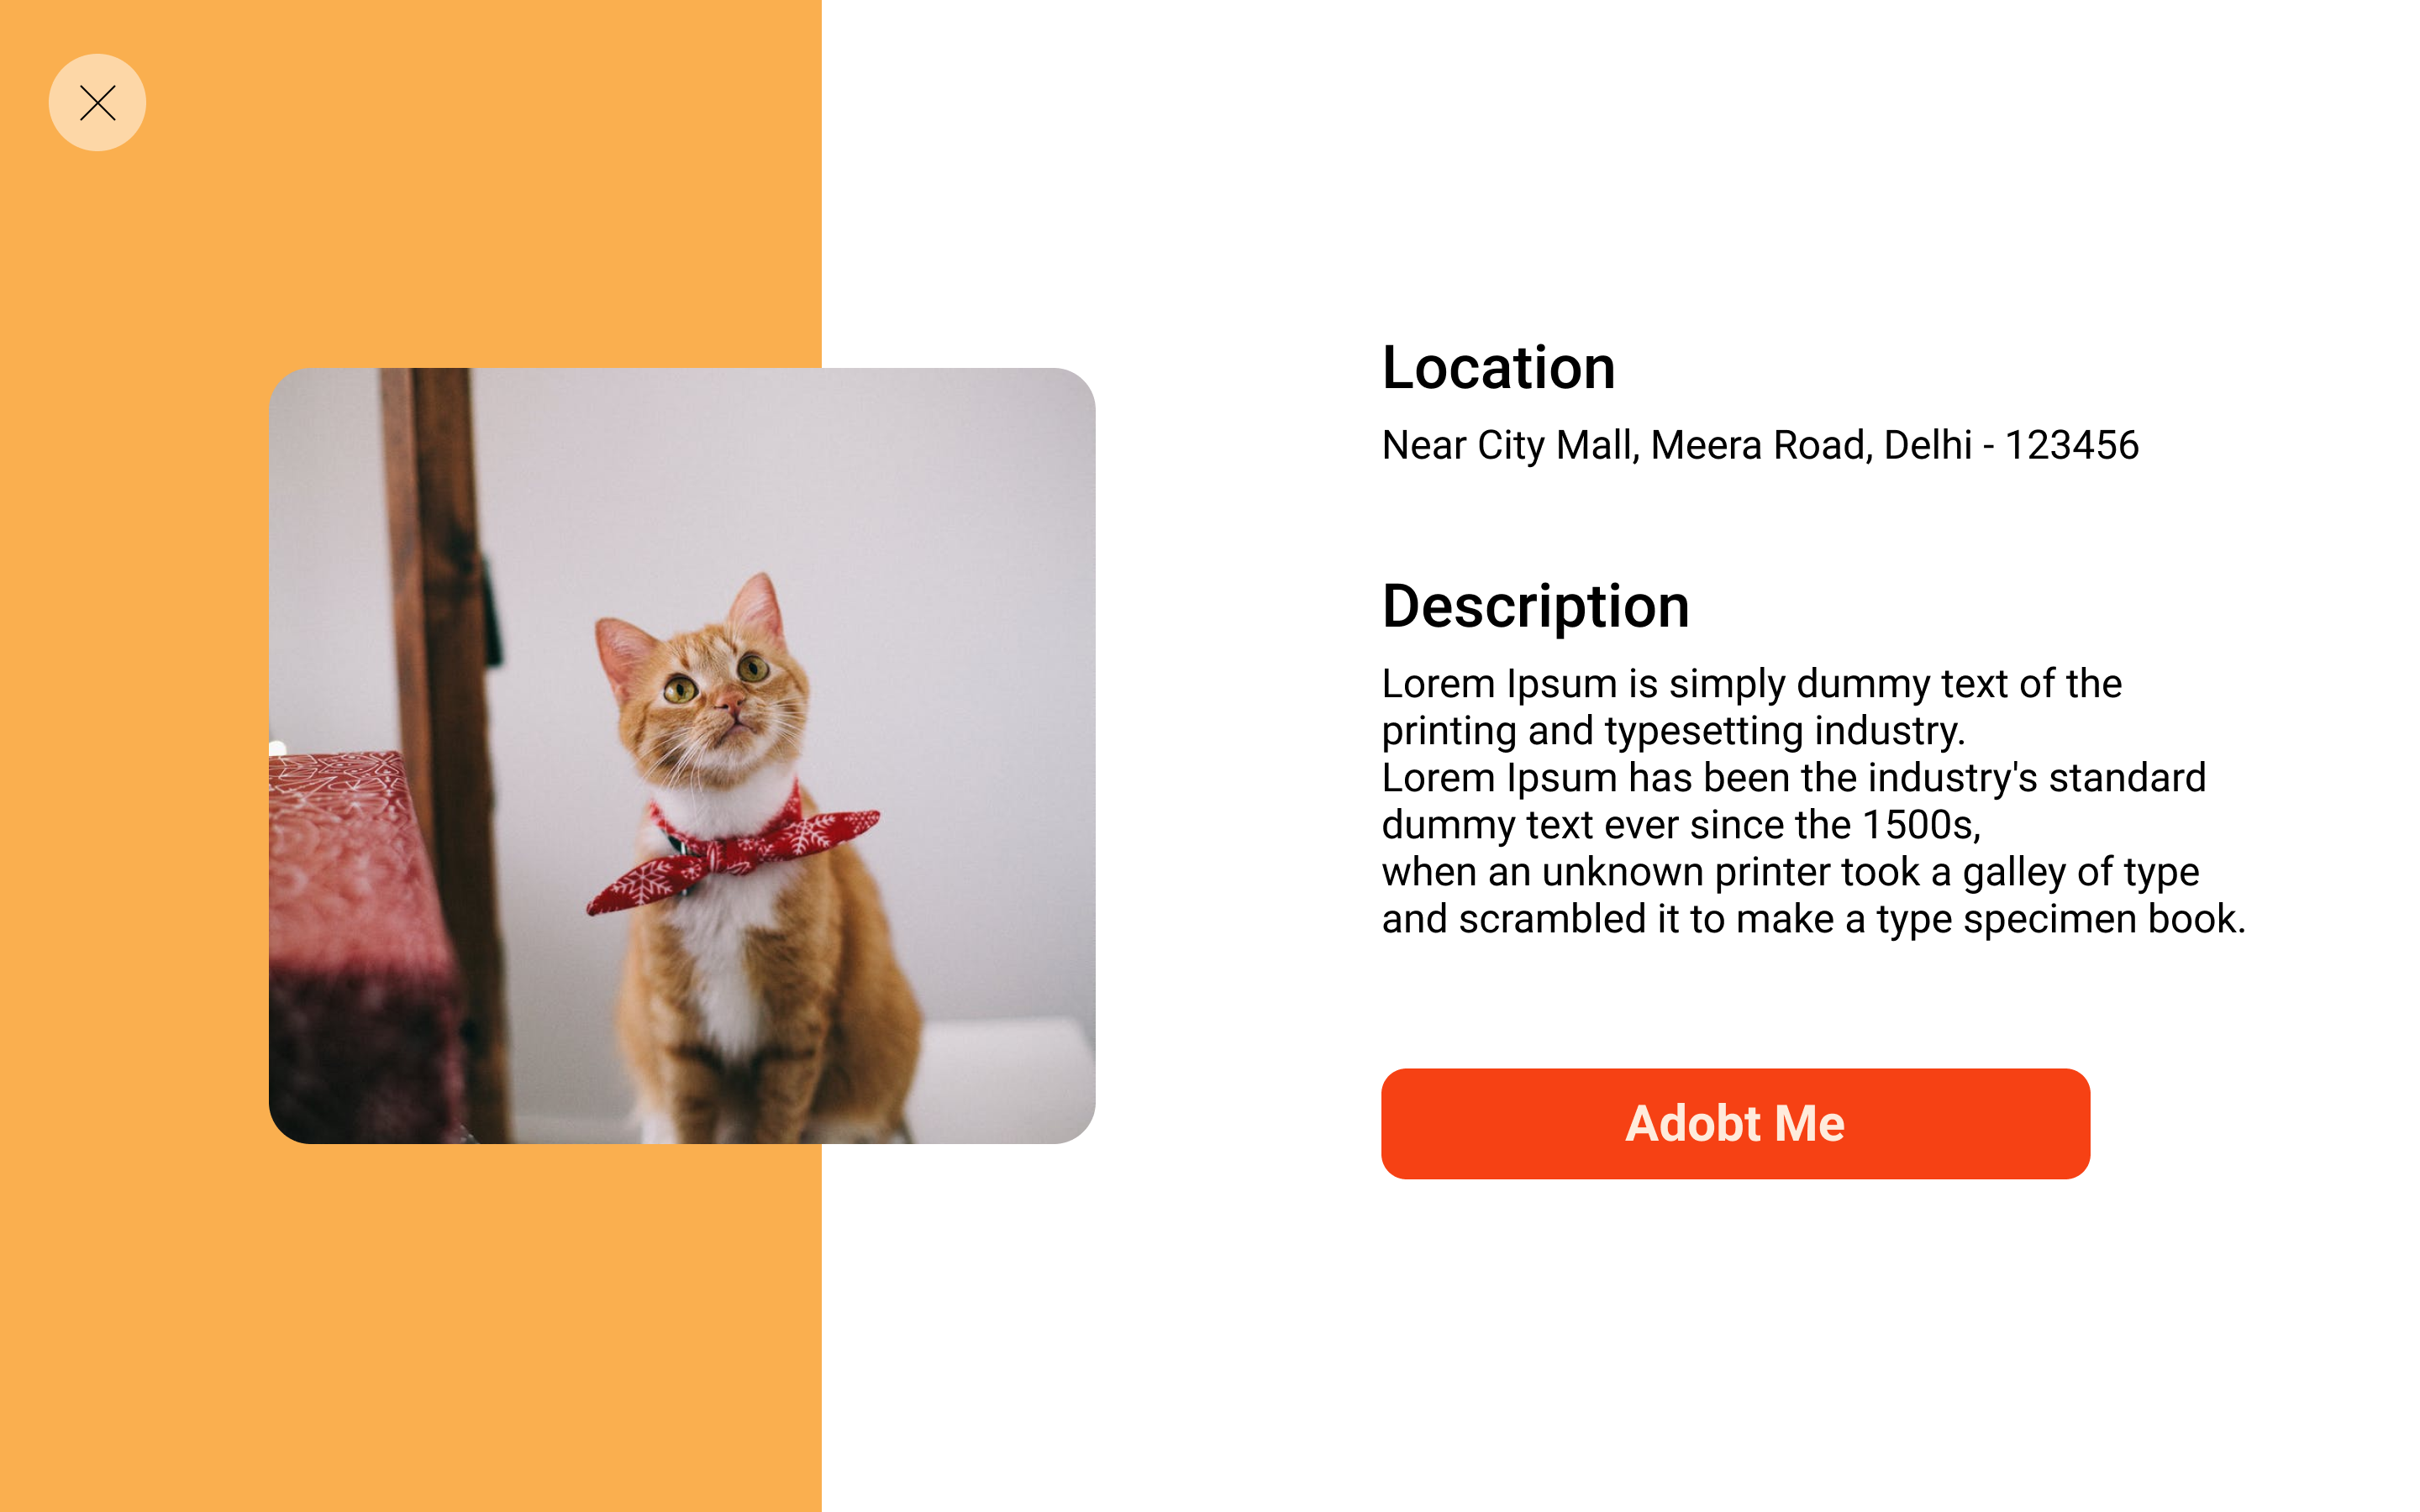 Location
Near City Mall, Meera Road, Delhi - 123456
Description
Lorem Ipsum is simply dummy text of the
printing and typesetting industry.
Lorem Ipsum has been the industry's standard
dummy text ever since the 1500s,
when an unknown printer took a galley of type
and scrambled it to make a type specimen book.
Adobt Me